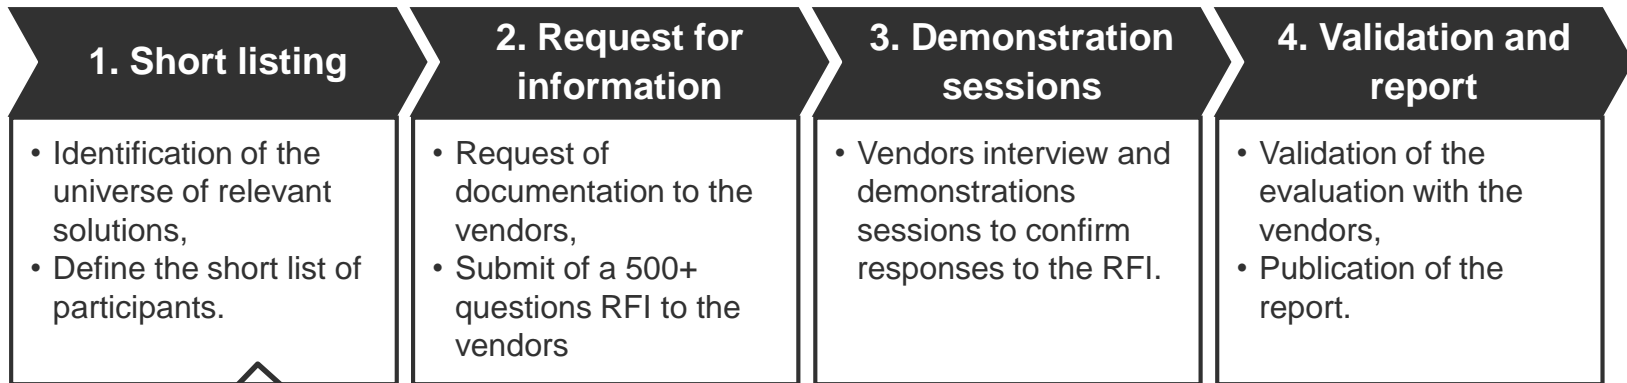 1. Short listing
• Identification of the
universe of relevant
solutions,
• Define the short list of
participants.
2. Request for
information
• Request of
documentation to the
vendors,
• Submit of a 500+
questions RFI to the
vendors
3. Demonstration
sessions
• Vendors interview and
demonstrations
sessions to confirm
responses to the RFI.
4. Validation and
report
• Validation of the
evaluation with the
vendors,
• Publication of the
report.